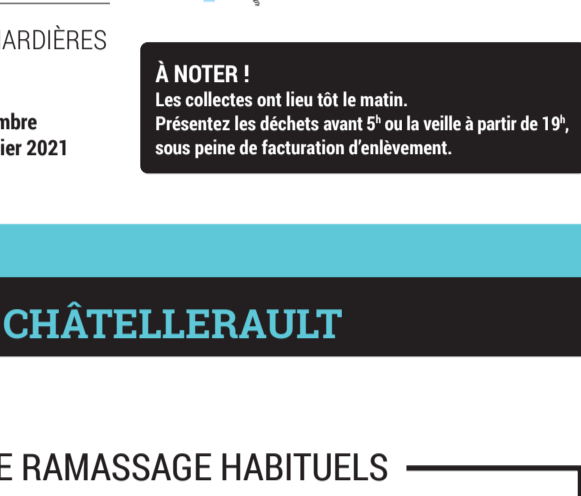 ARDIÈRES
À NOTER !
Les collectes ont lieu tôt le matin.
Présentez les déchets avant 5h ou la veille à partir de 19h,
sous peine de facturation d'enlèvement.
mbre
ier 2021
CHÂTELLERAULT
E RAMASSAGE HABITUELS